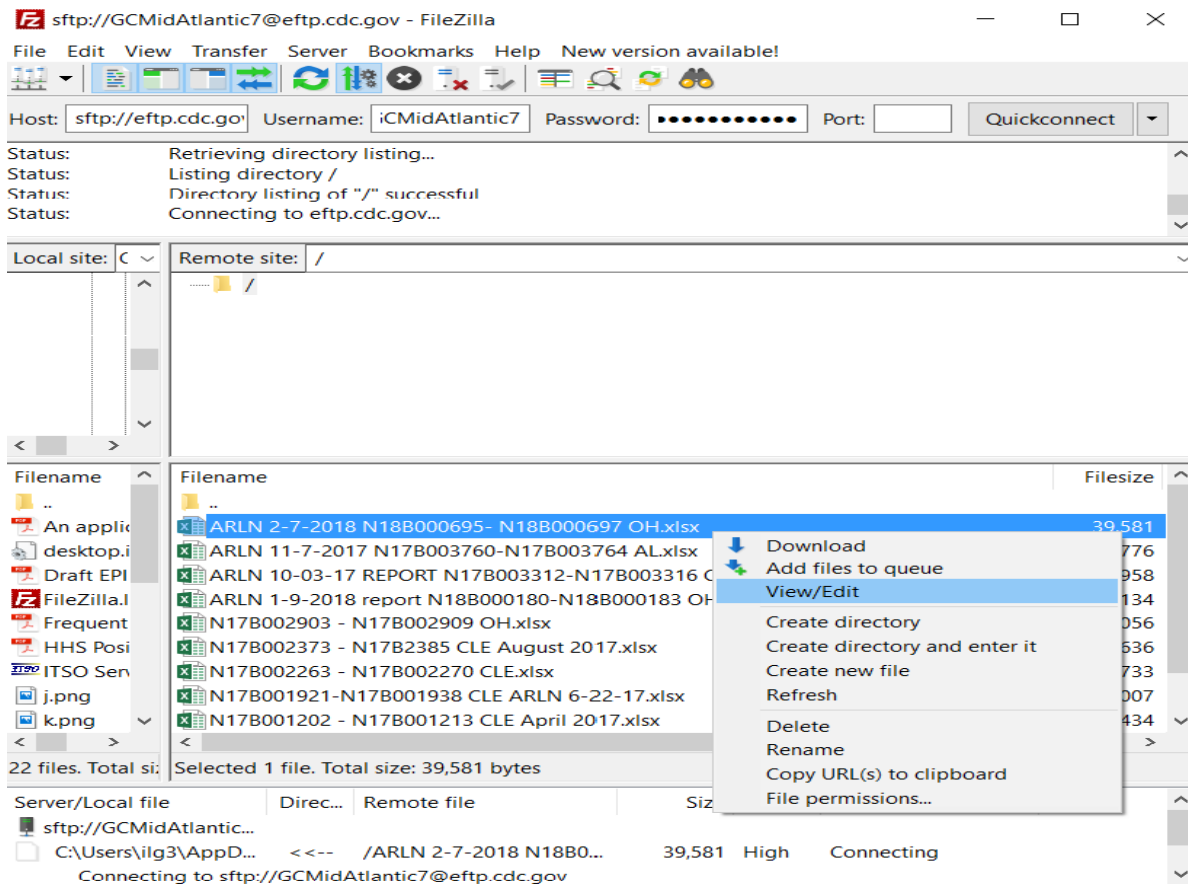 sftp://GCMidAtlantic7@eftp.cdc.gov - FileZilla
File Edit View Transfer Server Bookmarks Help New version available!
Host: sftp://eftp.cdc.go Username: iCMidAtlantic7 Password: ●●●●●●●●●●● Port: Quickconnect
Status: Retrieving directory listing...
Status: Listing directory /
Status: Directory listing of "/" successful
Status: Connecting to eftp.cdc.gov...
Local site: C Remote site: /
/
Filename Filename Filesize
.. ..
An applic ARLN 2-7-2018 N18B000695- N18B000697 OH.xlsx 39,581
desktop.i ARLN 11-7-2017 N17B003760-N17B003764 AL.xlsx 776
Draft EPI ARLN 10-03-17 REPORT N17B003312-N17B003316 958
FileZilla.l ARLN 1-9-2018 report N18B000180-N18B000183 OH 134
Frequent N17B002903 - N17B002909 OH.xlsx 056
HHS Posi N17B002373 - N17B2385 CLE August 2017.xlsx 636
ITSO Serv N17B002263 - N17B002270 CLE.xlsx 733
j.png N17B001921-N17B001938 CLE ARLN 6-22-17.xlsx 007
k.png N17B001202 - N17B001213 CLE April 2017.xlsx 434
Download
Add files to queue
View/Edit
Create directory
Create directory and enter it
Create new file
Refresh
Delete
Rename
Copy URL(s) to clipboard
File permissions...
22 files. Total si: Selected 1 file. Total size: 39,581 bytes
Server/Local file Direc... Remote file Siz
sftp://GCMidAtlantic...
C:\Users\ilg3\AppD... <<-- /ARLN 2-7-2018 N18B0... 39,581 High Connecting
Connecting to sftp://GCMidAtlantic7@eftp.cdc.gov